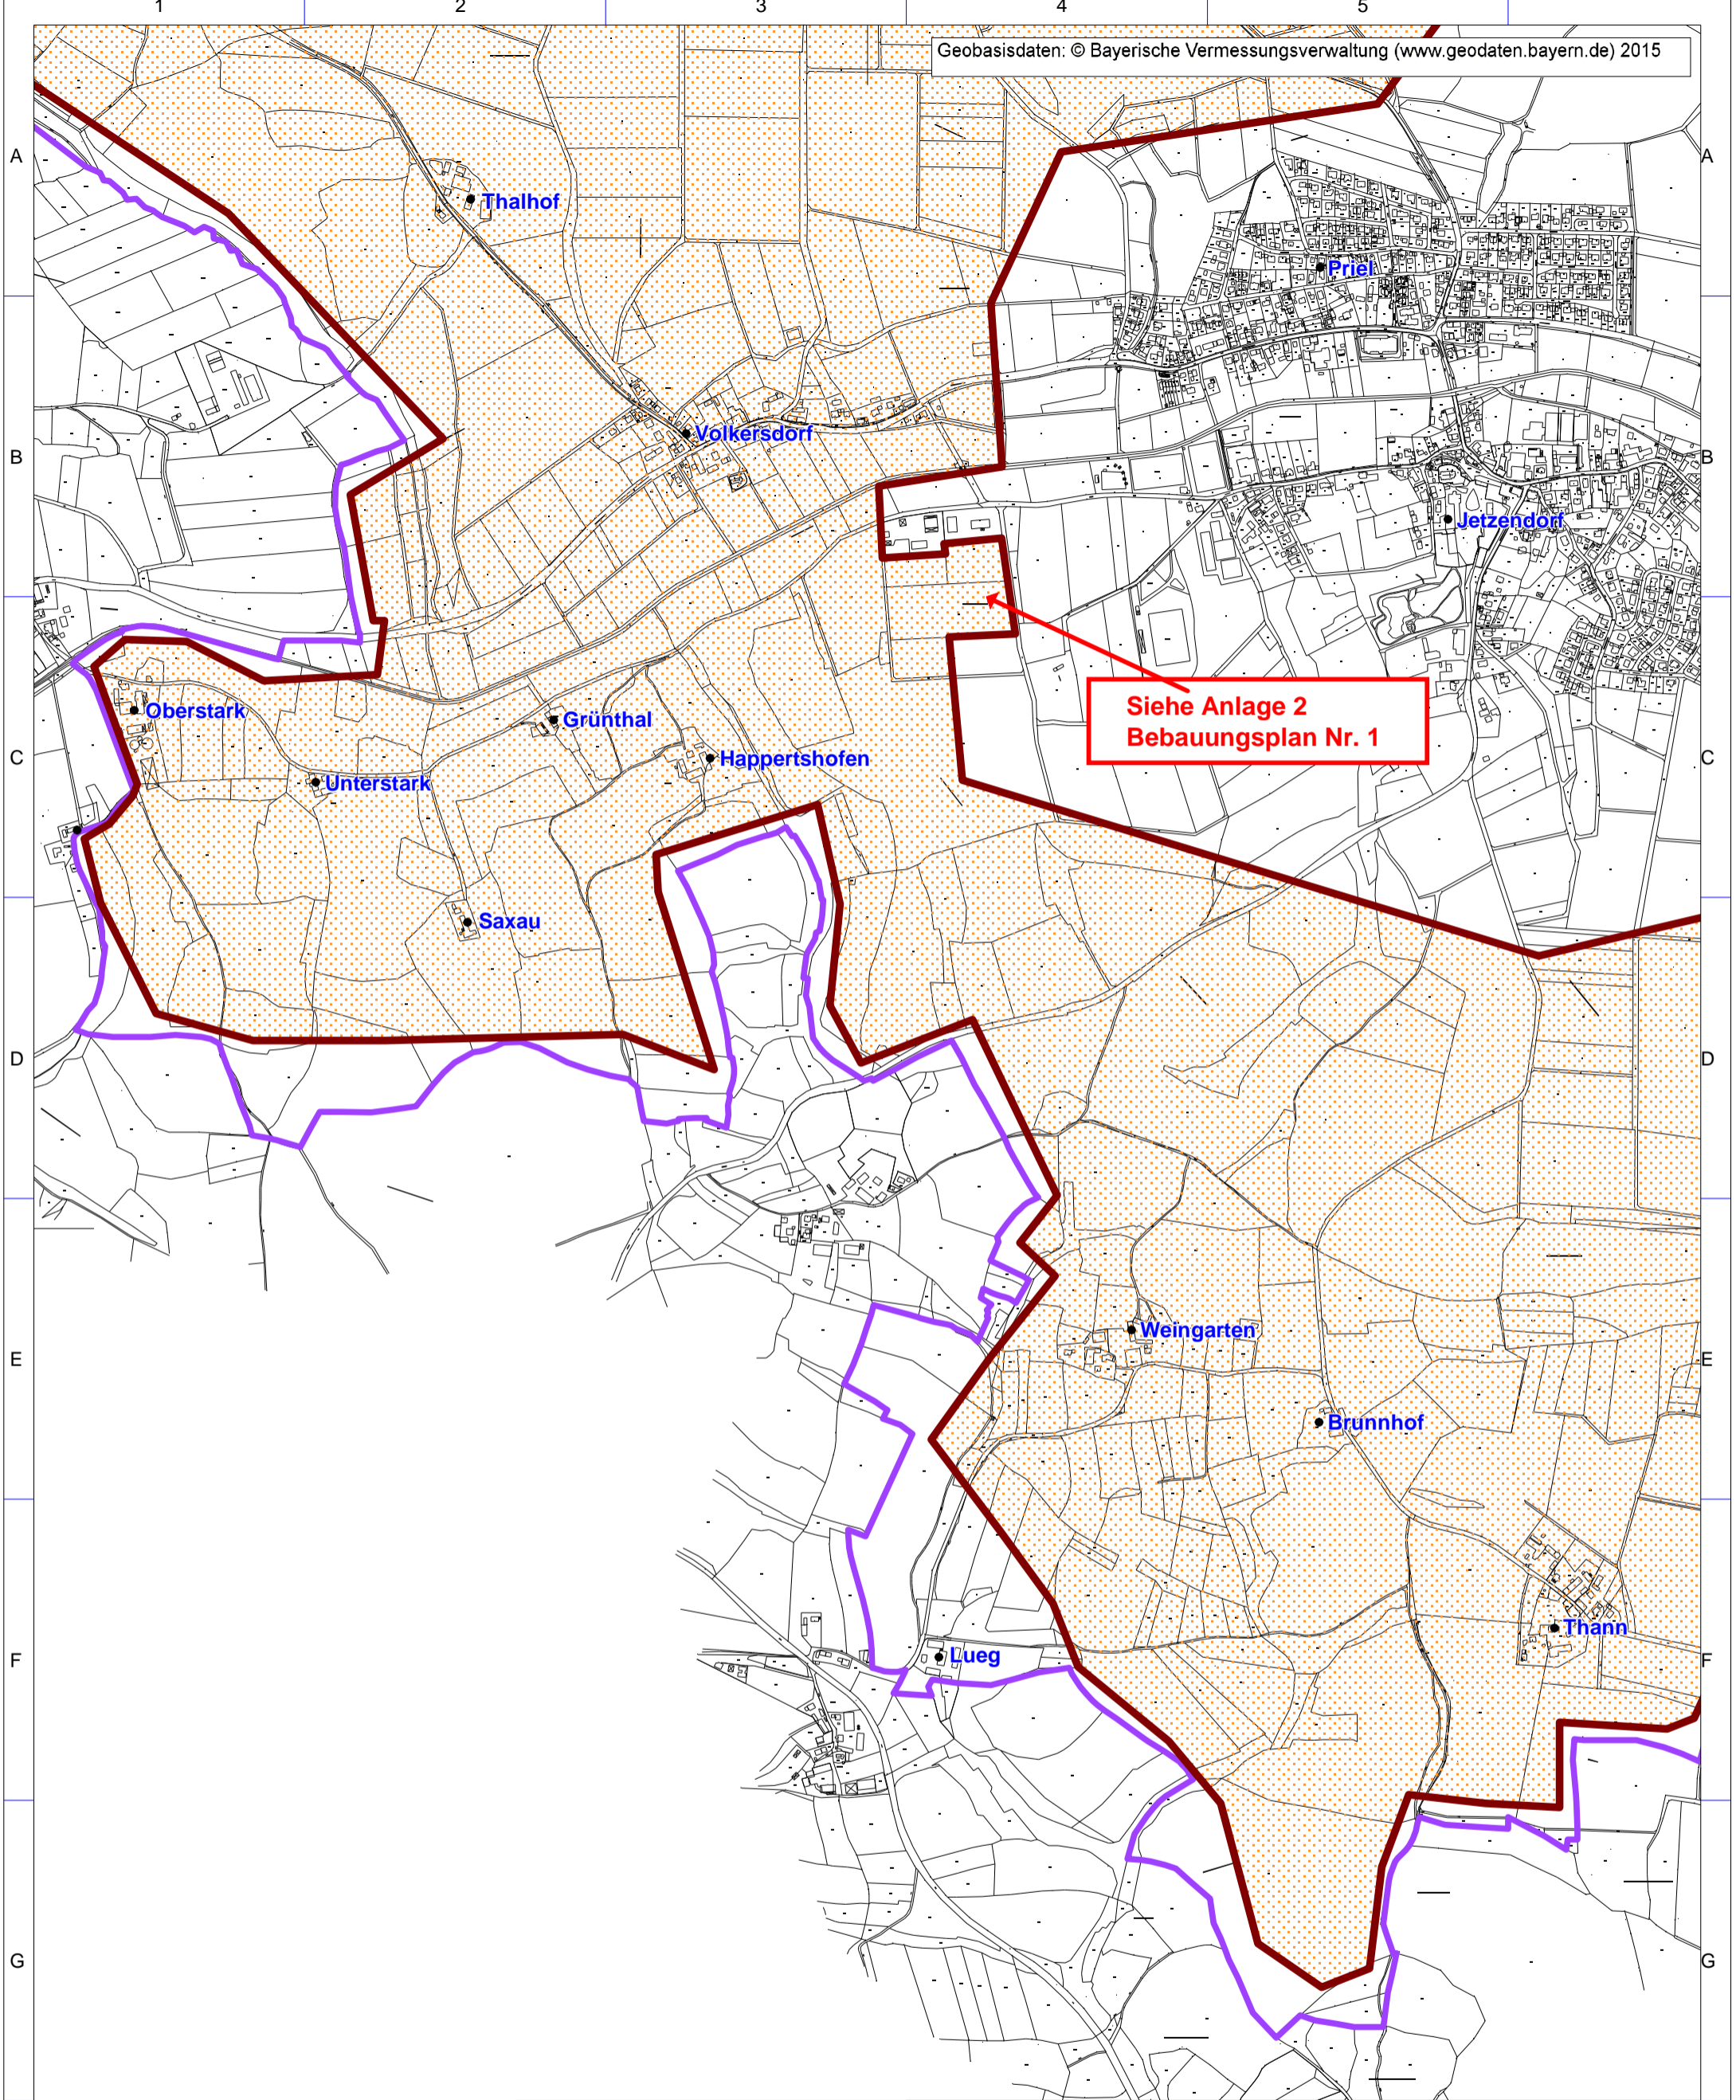 1 2 3 4 5
Geobasisdaten: © Bayerische Vermessungsverwaltung (www.geodaten.bayern.de) 2015
A A
Thalhof
Priel
Volkersdorf
B B
Jetzendorf
Siehe Anlage 2
Bebauungsplan Nr. 1
Oberstark
Grünthal
C C
Happertshofen
Unterstark
Saxau
D D
Weingarten
E E
Brunnhof
Thann
F F
Lueg
G G